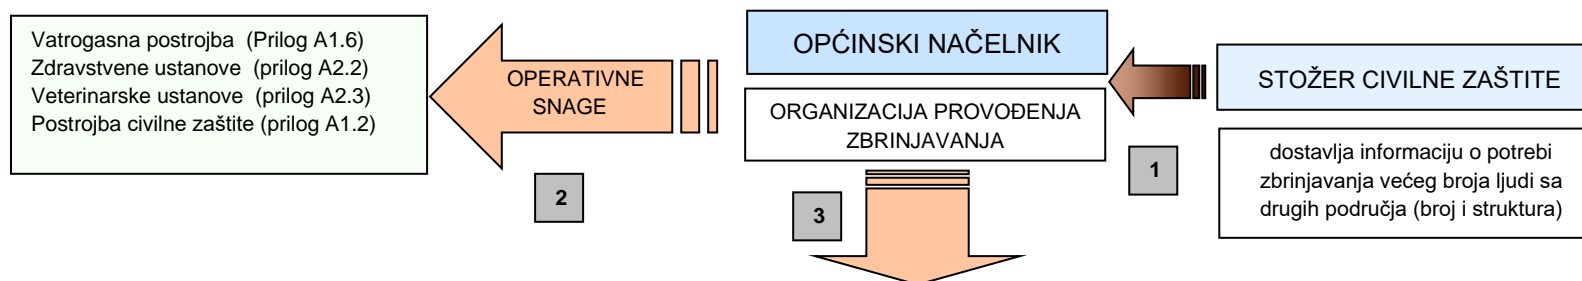 Vatrogasna postrojba (Prilog A1.6)
Zdravstvene ustanove (prilog A2.2)
Veterinarske ustanove (prilog A2.3)
Postrojba civilne zaštite (prilog A1.2)
OPERATIVNE
SNAGE
2
OPĆINSKI NAČELNIK
ORGANIZACIJA PROVOĐENJA
ZBRINJAVANJA
3
1
STOŽER CIVILNE ZAŠTITE
dostavlja informaciju o potrebi
zbrinjavanja većeg broja ljudi sa
drugih područja (broj i struktura)